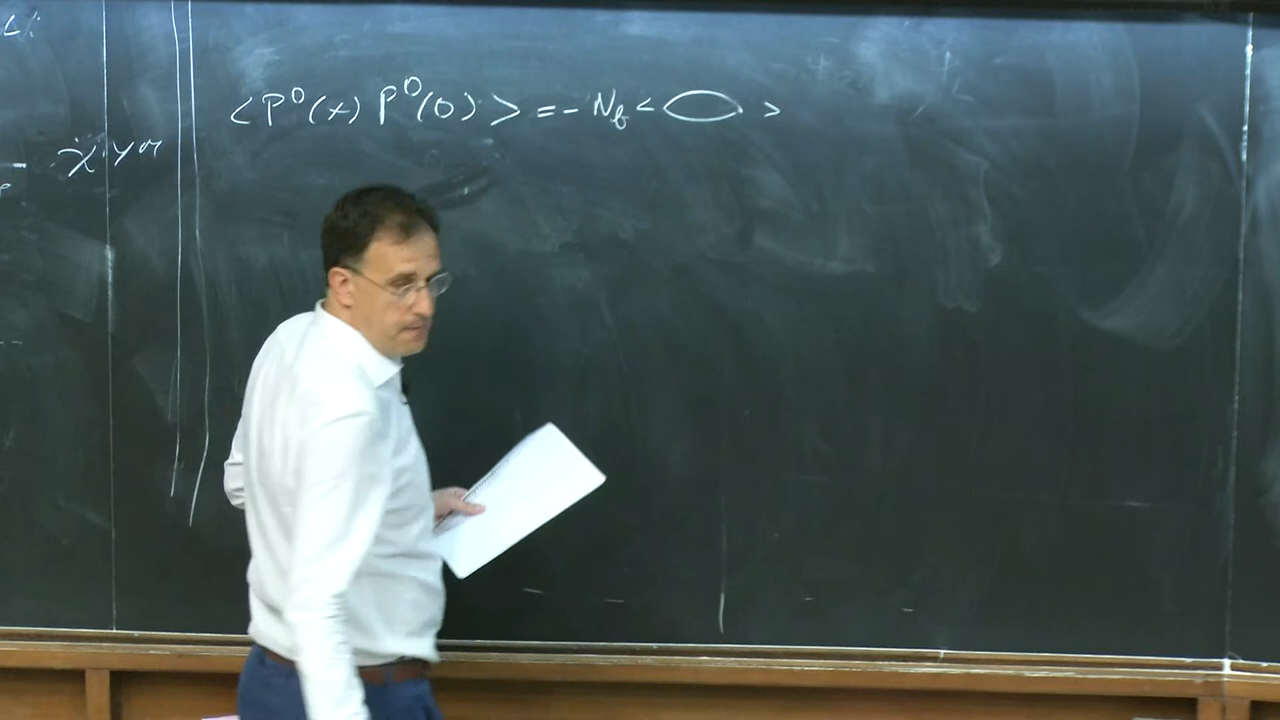 < P⁰(x) P⁰(0) > = - N_f < >